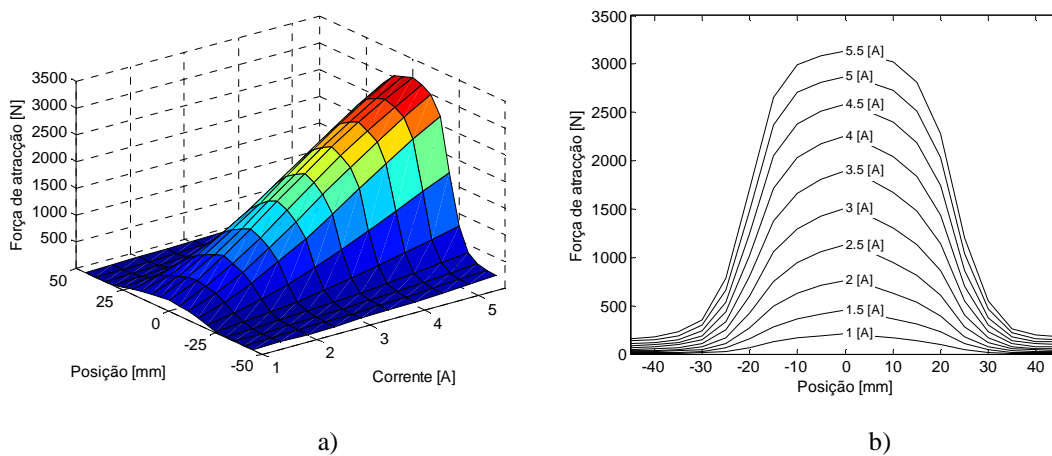 3500
3000
2500
2000
1500
1000
500
Força de atracção [N]
50
25
0
-25
-50
Posição [mm]
1
2
3
4
5
Corrente [A]
a)
3500
3000
2500
2000
1500
1000
500
0
Força de atracção [N]
5.5 [A]
5 [A]
4.5 [A]
4 [A]
3.5 [A]
3 [A]
2.5 [A]
2 [A]
1.5 [A]
1 [A]
-40
-30
-20
-10
0
10
20
30
40
Posição [mm]
b)